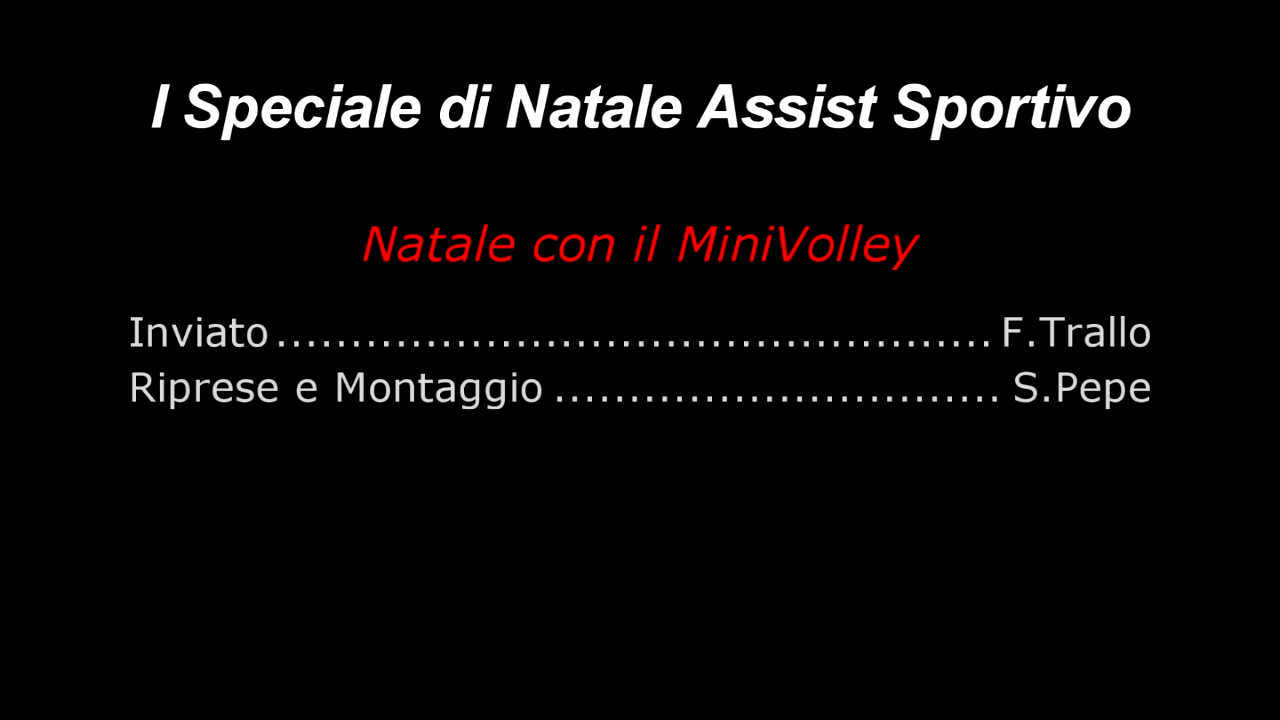 I Speciale di Natale Assist Sportivo
Natale con il MiniVolley
Inviato................................................ F.Trallo
Riprese e Montaggio.............................. S.Pepe